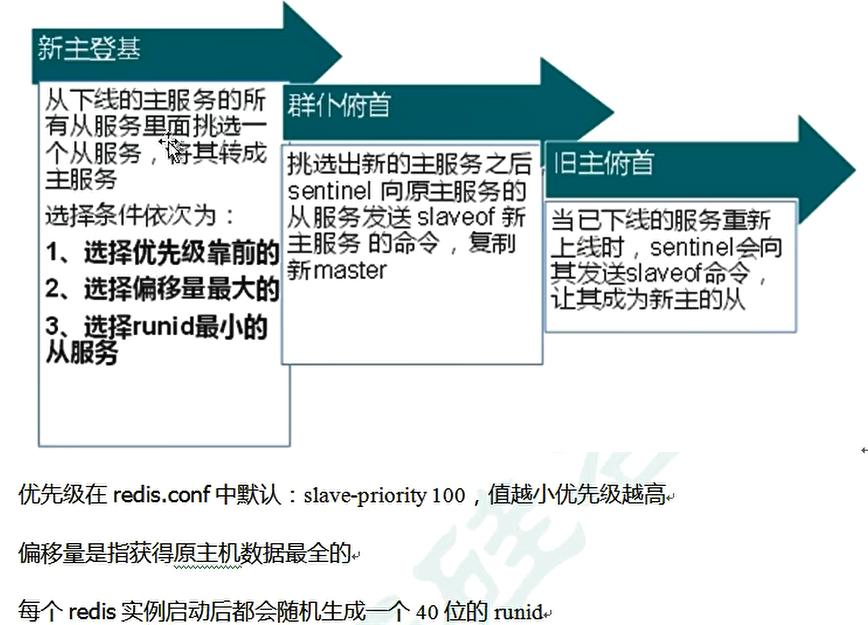 新主登基
从下线的主服务的所
有从服务里面挑选一
个从服务，将其转成
主服务
选择条件依次为：
1、选择优先级靠前的
2、选择偏移量最大的
3、选择runid最小的
从服务
群仆俯首
挑选出新的主服务之后，
sentinel 向原主服务的
从服务发送 slaveof 新
主服务 的命令，复制
新master
旧主俯首
当已下线的服务重新
上线时，sentinel会向
其发送slaveof命令，
让其成为新主的从
优先级在 redis.conf 中默认：slave-priority 100，值越小优先级越高
偏移量是指获得原主机数据最全的
每个 redis 实例启动后都会随机生成一个 40 位的 runid